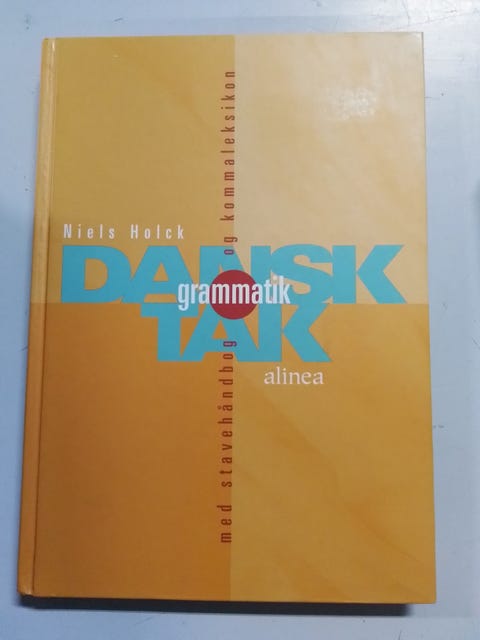 Niels Holck
DANSK
grammatik
TAK
alinea
med stavehåndbog og kommaleksikon